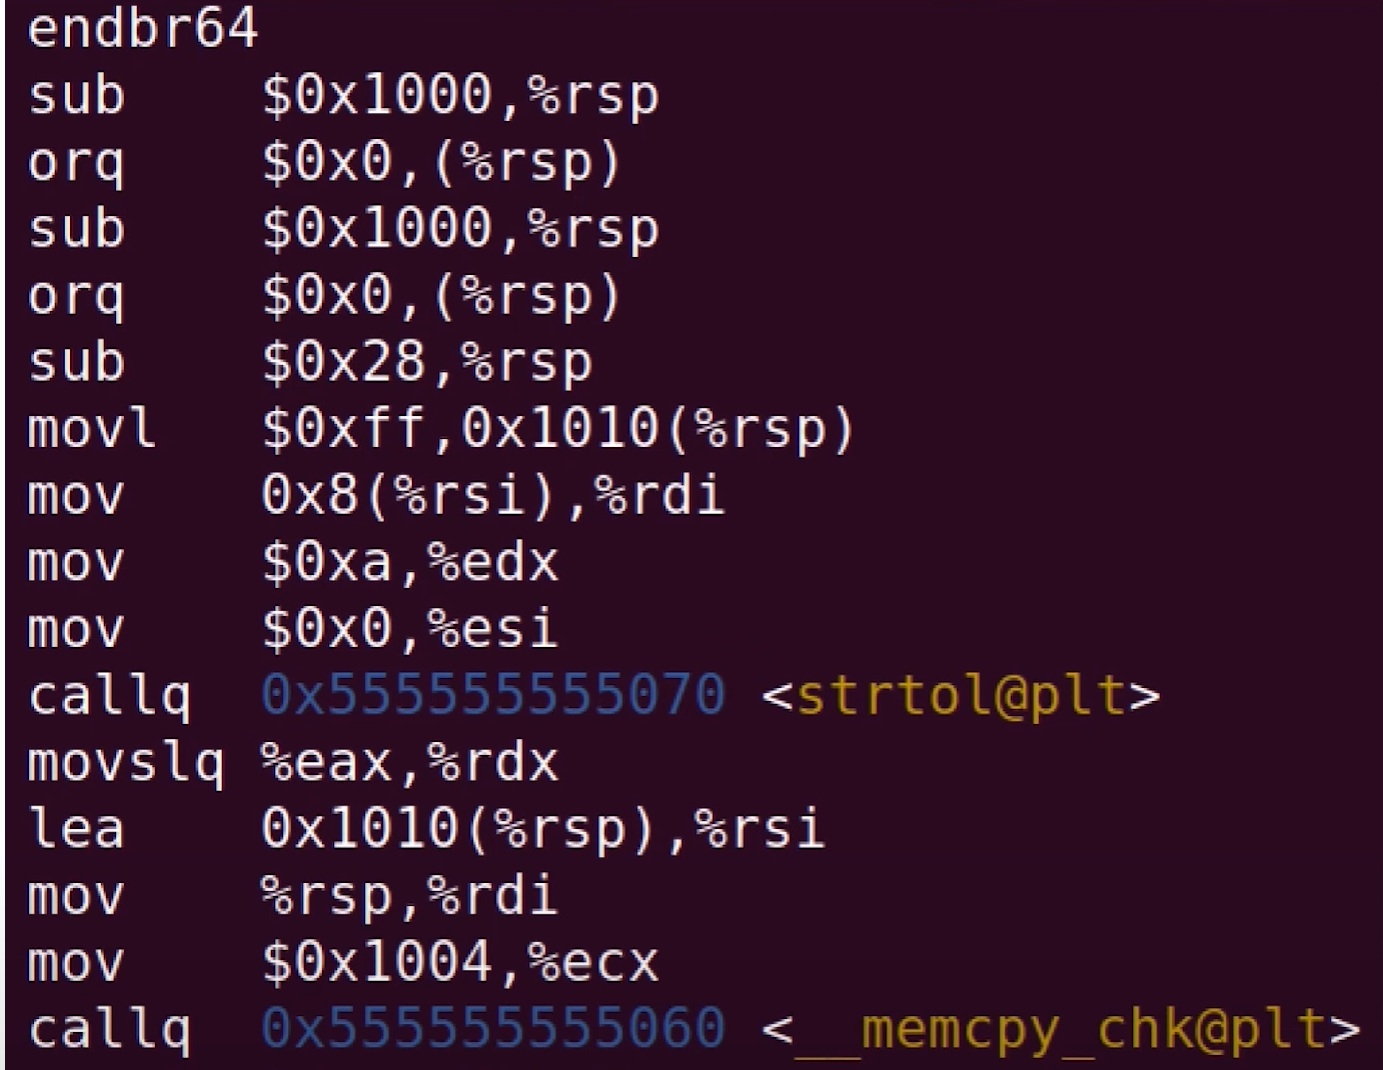 endbr64
sub $0x1000,%rsp
orq $0x0,(%rsp)
sub $0x1000,%rsp
orq $0x0,(%rsp)
sub $0x28,%rsp
movl $0xff,0x1010(%rsp)
mov 0x8(%rsi),%rdi
mov $0xa,%edx
mov $0x0,%esi
callq 0x555555555070 <strtol@plt>
movslq %eax,%rdx
lea 0x1010(%rsp),%rsi
mov %rsp,%rdi
mov $0x1004,%ecx
callq 0x555555555060 <__memcpy_chk@plt>